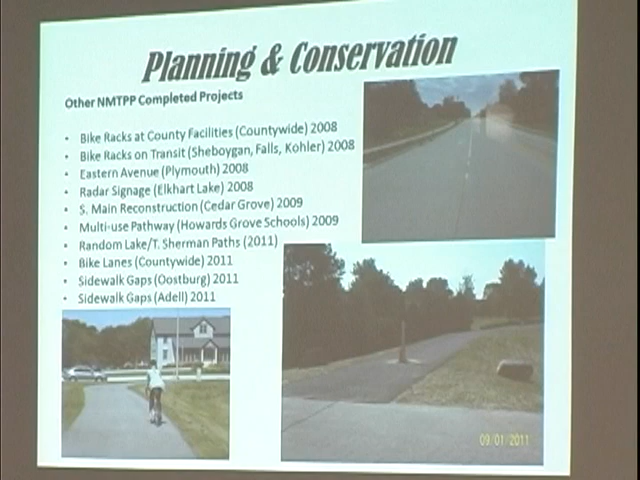 Planning & Conservation
Other NMTPP Completed Projects
• Bike Racks at County Facilities (Countywide) 2008
• Bike Racks on Transit (Sheboygan, Falls, Kohler) 2008
• Eastern Avenue (Plymouth) 2008
• Radar Signage (Elkhart Lake) 2008
• S. Main Reconstruction (Cedar Grove) 2009
• Multi-use Pathway (Howards Grove Schools) 2009
• Random Lake/T. Sherman Paths (2011)
• Bike Lanes (Countywide) 2011
• Sidewalk Gaps (Oostburg) 2011
• Sidewalk Gaps (Adell) 2011
09/01/2011